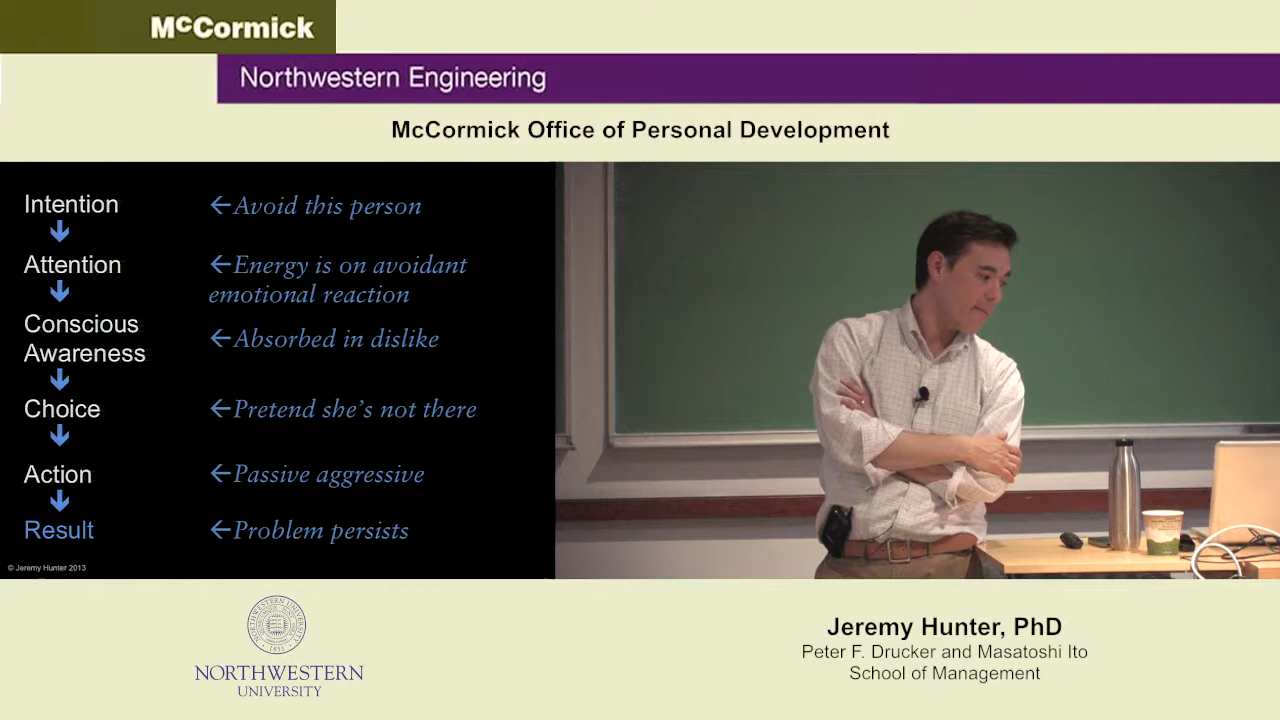 McCormick
Northwestern Engineering
McCormick Office of Personal Development
Intention
←Avoid this person
Attention
←Energy is on avoidant
emotional reaction
Conscious
Awareness
←Absorbed in dislike
Choice
←Pretend she's not there
Action
←Passive aggressive
Result
←Problem persists
© Jeremy Hunter 2013
NORTHWESTERN
UNIVERSITY
Jeremy Hunter, PhD
Peter F. Drucker and Masatoshi Ito
School of Management